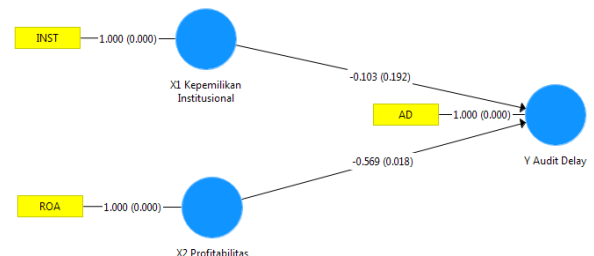 INST
1.000 (0.000)
X1 Kepemilikan
Institusional
-0.103 (0.192)
AD
1.000 (0.000)
Y Audit Delay
-0.569 (0.018)
ROA
1.000 (0.000)
X2 Profitabilitas